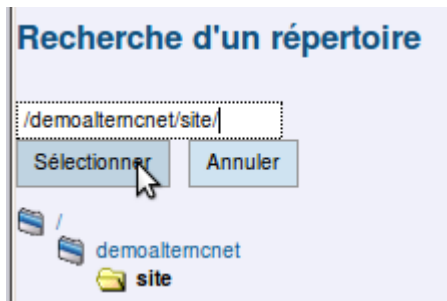 Recherche d'un répertoire
/demoalterncnet/site/
Sélectionner Annuler
/
demoalterncnet
site